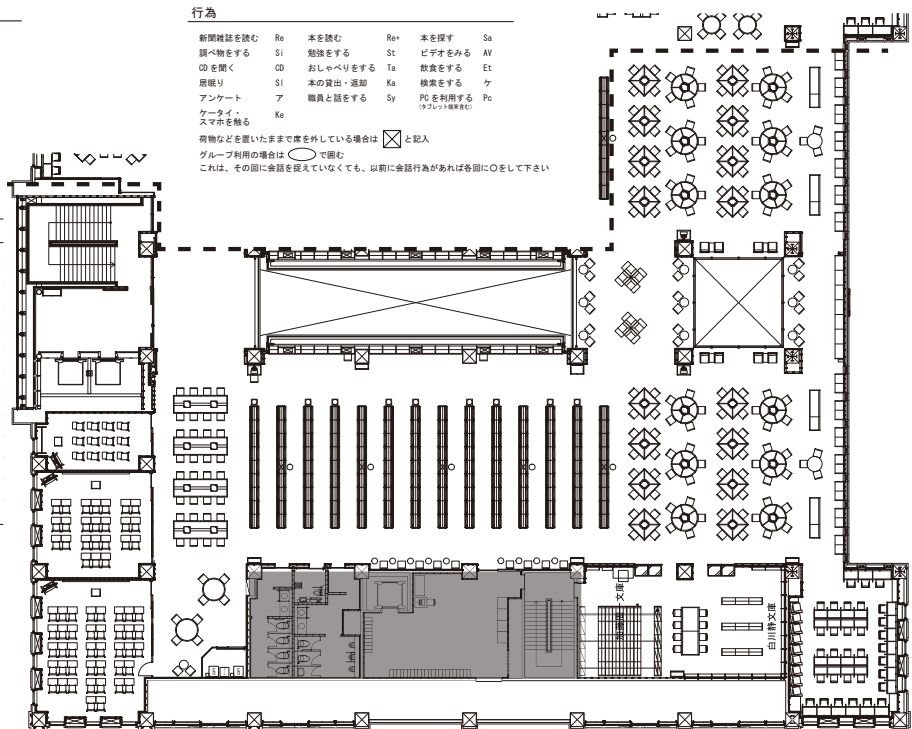 行為
新聞雑誌を読む Re 本を読む Re+ 本を探す Sa
調べ物をする Si 勉強をする St ビデオをみる AV
CDを聞く CD おしゃべりをする Ta 飲食をする Et
居眠り Sl 本の貸出・返却 Ka 検索をする ケ
アンケート ア 職員と話をする Sy PCを利用する Pc
(タブレット端末含む)
ケータイ・ Ke
スマホを触る
荷物などを置いたままで席を外している場合は と記入
グループ利用の場合は で囲む
これは、その回に会話を捉えていなくても、以前に会話行為があれば各回に○をして下さい
白川静文庫